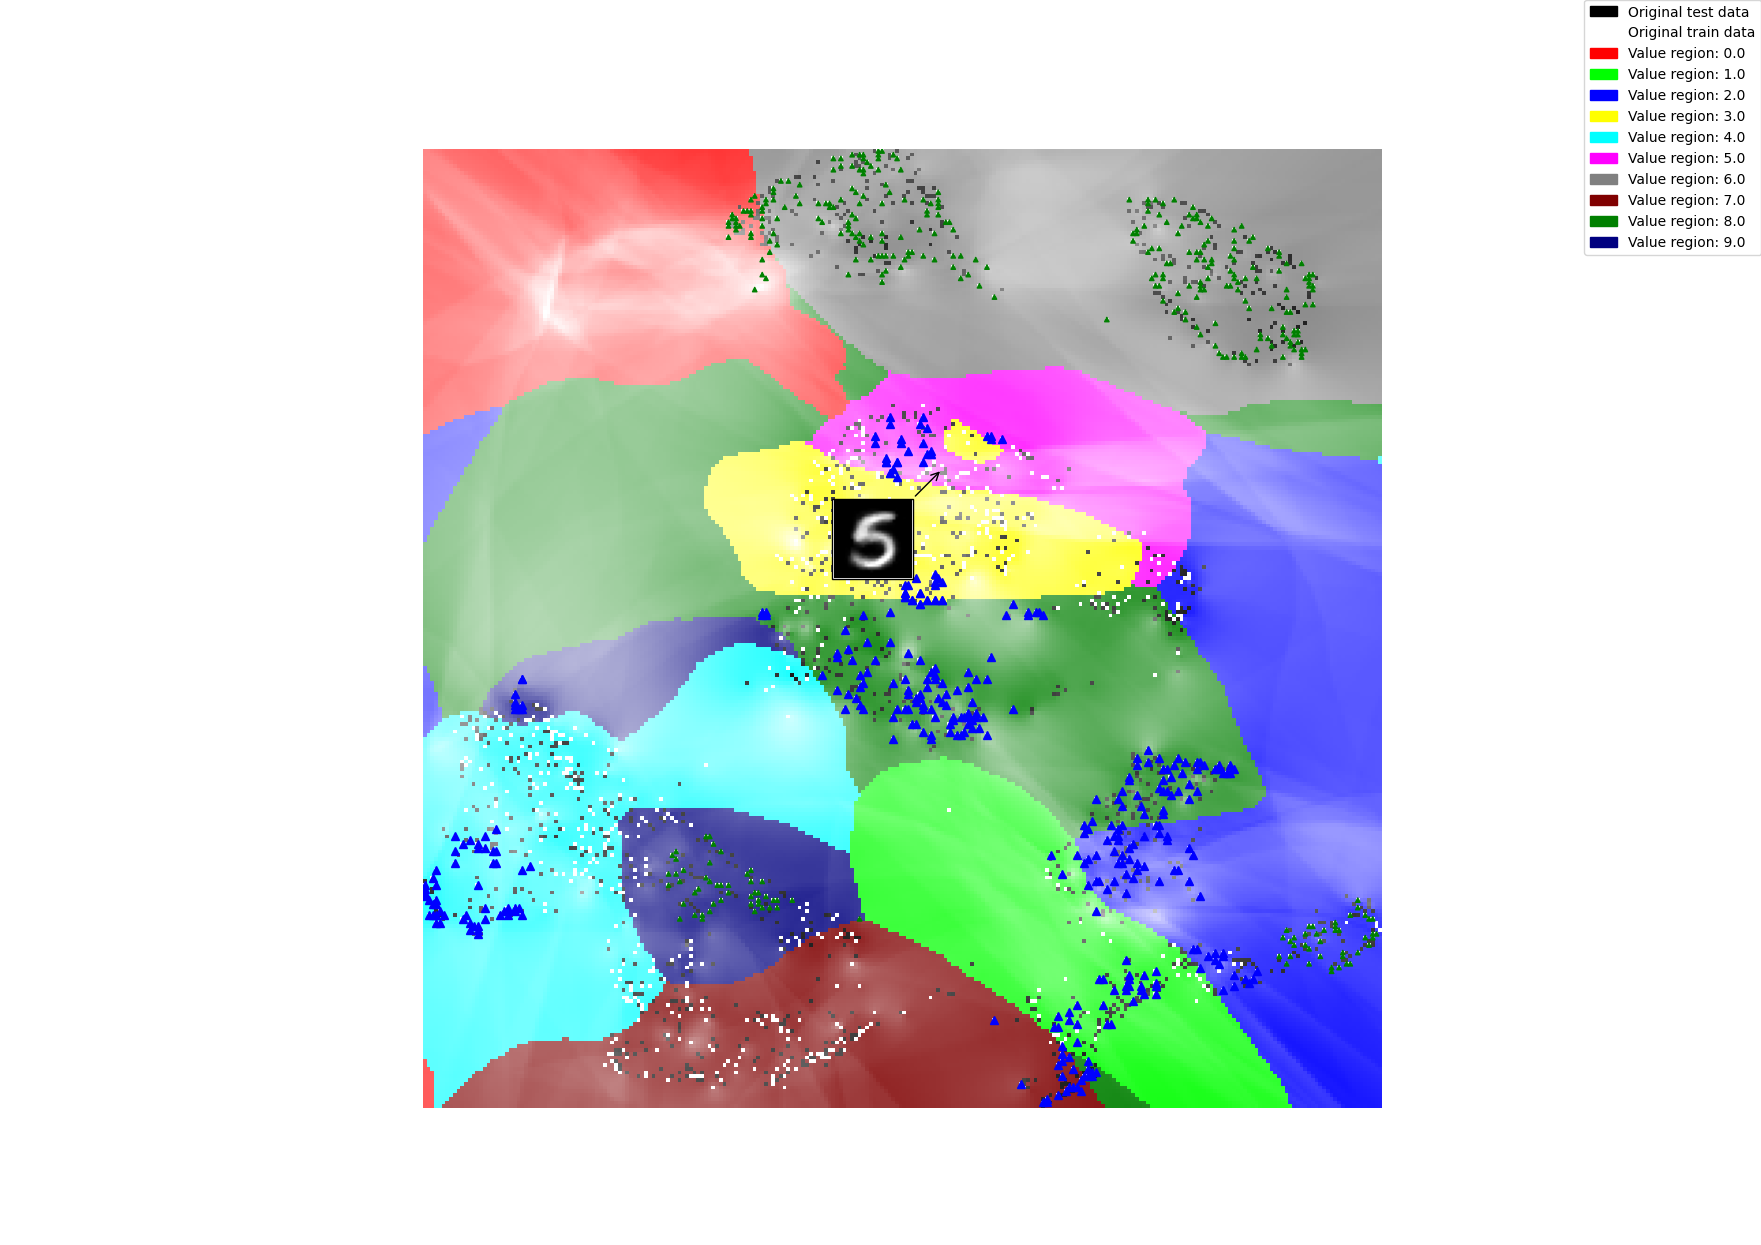 Original test data
Original train data
Value region: 0.0
Value region: 1.0
Value region: 2.0
Value region: 3.0
Value region: 4.0
Value region: 5.0
Value region: 6.0
Value region: 7.0
Value region: 8.0
Value region: 9.0
5